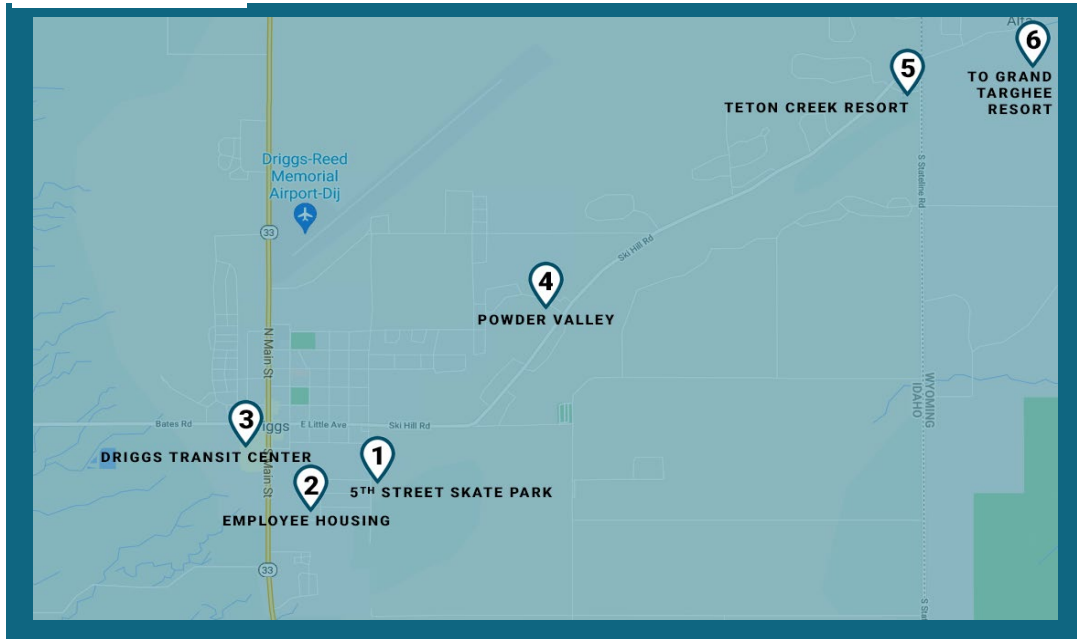 Alta
6
TO GRAND
TARGHEE
RESORT
5
TETON CREEK RESORT
Driggs-Reed
Memorial
Airport-Dij
S Stateline Rd
33
Ski Hill Rd
4
POWDER VALLEY
N Main St
WYOMING
IDAHO
3
Bates Rd
iggs
E Little Ave
Ski Hill Rd
DRIGGS TRANSIT CENTER
1
S Main St
2
5TH STREET SKATE PARK
EMPLOYEE HOUSING
33